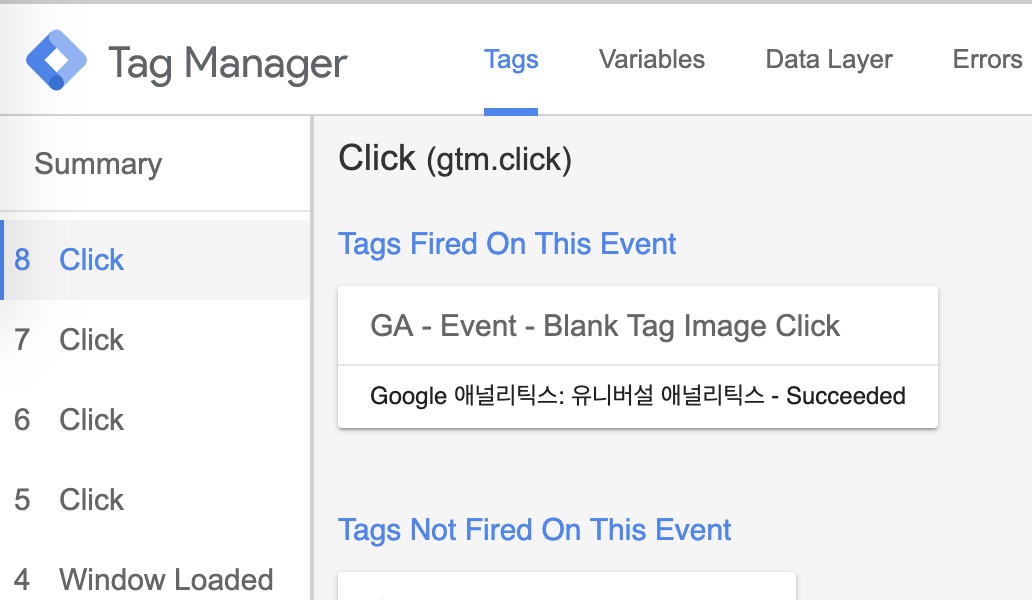 Tag Manager
Tags Variables Data Layer Errors
Summary
8 Click
7 Click
6 Click
5 Click
4 Window Loaded
Click (gtm.click)
Tags Fired On This Event
GA - Event - Blank Tag Image Click
Google 애널리틱스: 유니버설 애널리틱스 - Succeeded
Tags Not Fired On This Event